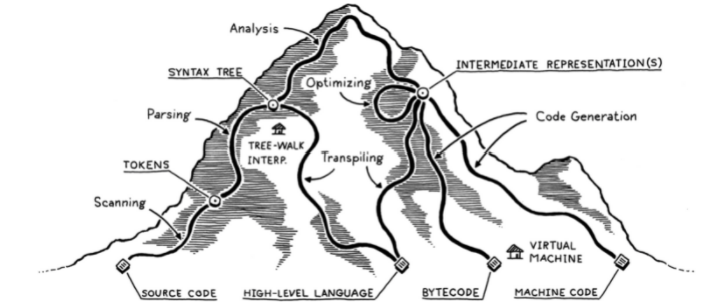 Analysis
SYNTAX TREE
INTERMEDIATE REPRESENTATION(S)
Optimizing
Parsing
Code Generation
TREE-WALK
INTERP.
Transpiling
TOKENS
Scanning
VIRTUAL
MACHINE
SOURCE CODE
HIGH-LEVEL LANGUAGE
BYTECODE
MACHINE CODE